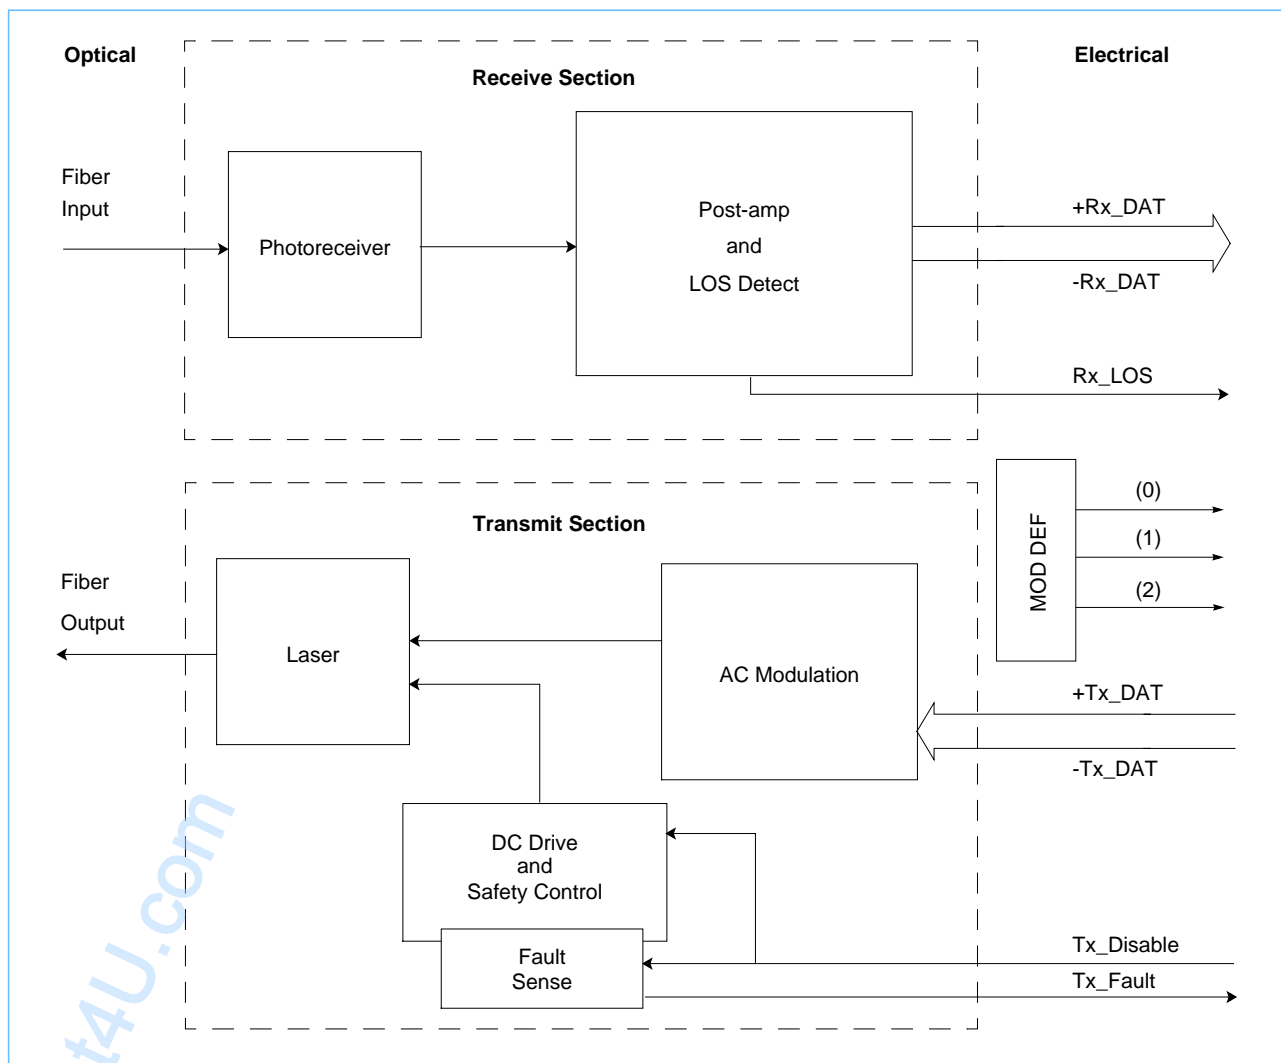 Optical
Electrical
Receive Section
Fiber
Input
Photoreceiver
Post-amp
and
LOS Detect
+Rx_DAT
-Rx_DAT
Rx_LOS
Transmit Section
MOD DEF
(0)
(1)
(2)
Fiber
Output
Laser
AC Modulation
+Tx_DAT
-Tx_DAT
DC Drive
and
Safety Control
Fault
Sense
Tx_Disable
Tx_Fault
t4U.com